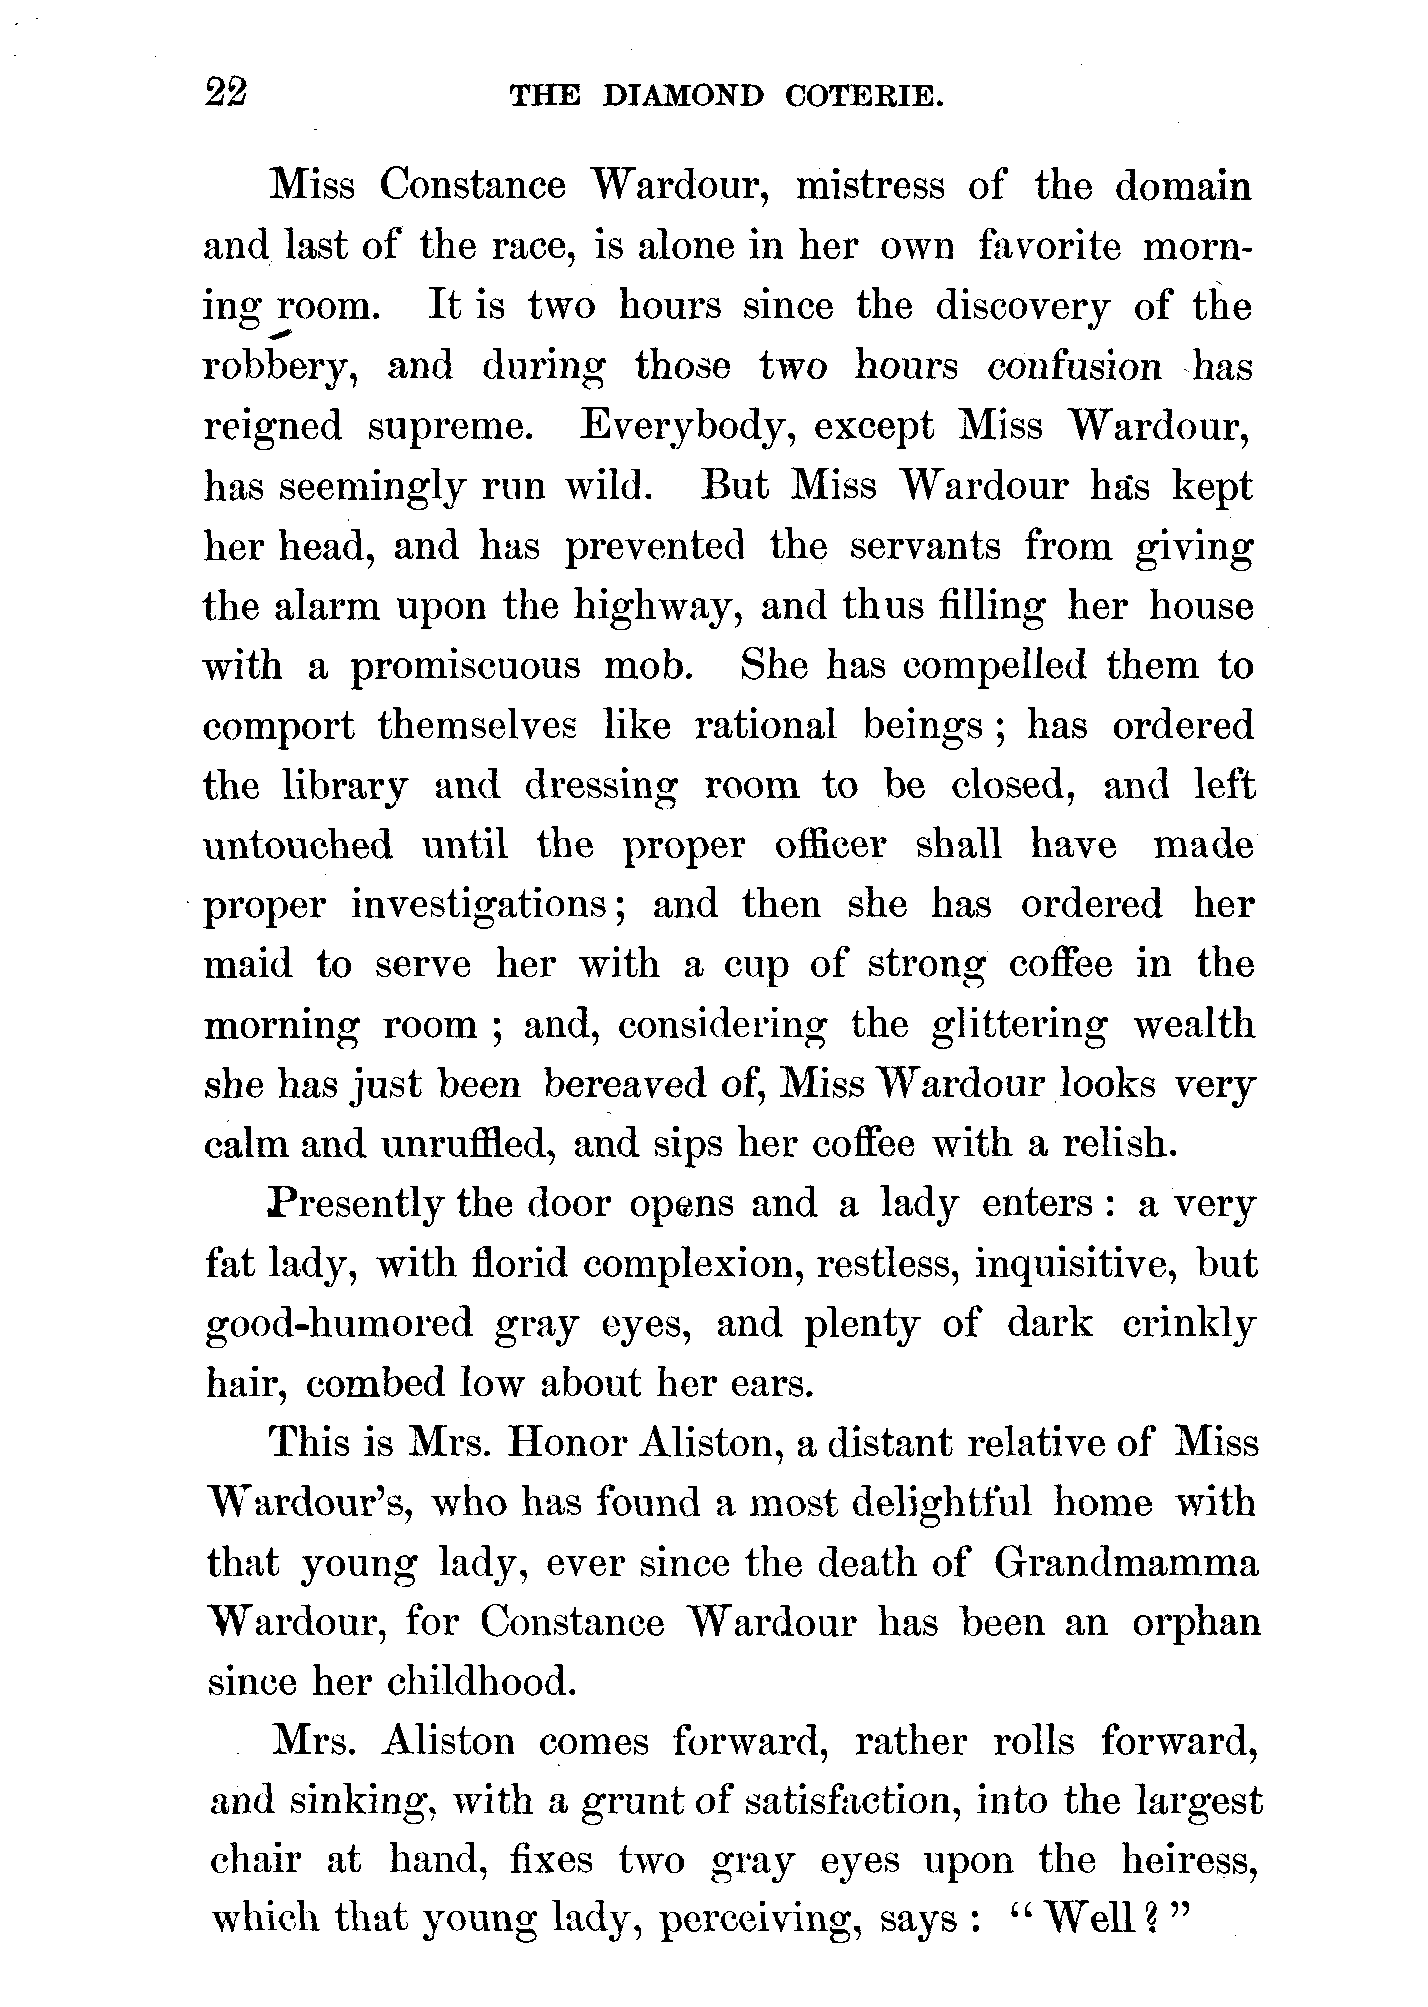 22 THE DIAMOND COTERIE.
Miss Constance Wardour, mistress of the domain
and last of the race, is alone in her own favorite morn-
ing room. It is two hours since the discovery of the
robbery, and during those two hours confusion has
reigned supreme. Everybody, except Miss Wardour,
has seemingly run wild. But Miss Wardour has kept
her head, and has prevented the servants from giving
the alarm upon the highway, and thus filling her house
with a promiscuous mob. She has compelled them to
comport themselves like rational beings ; has ordered
the library and dressing room to be closed, and left
untouched until the proper officer shall have made
proper investigations; and then she has ordered her
maid to serve her with a cup of strong coffee in the
morning room ; and, considering the glittering wealth
she has just been bereaved of, Miss Wardour looks very
calm and unruffled, and sips her coffee with a relish.
Presently the door opens and a lady enters : a very
fat lady, with florid complexion, restless, inquisitive, but
good-humored gray eyes, and plenty of dark crinkly
hair, combed low about her ears.
This is Mrs. Honor Aliston, a distant relative of Miss
Wardour's, who has found a most delightful home with
that young lady, ever since the death of Grandmamma
Wardour, for Constance Wardour has been an orphan
since her childhood.
Mrs. Aliston comes forward, rather rolls forward,
and sinking, with a grunt of satisfaction, into the largest
chair at hand, fixes two gray eyes upon the heiress,
which that young lady, perceiving, says : “ Well ? ”